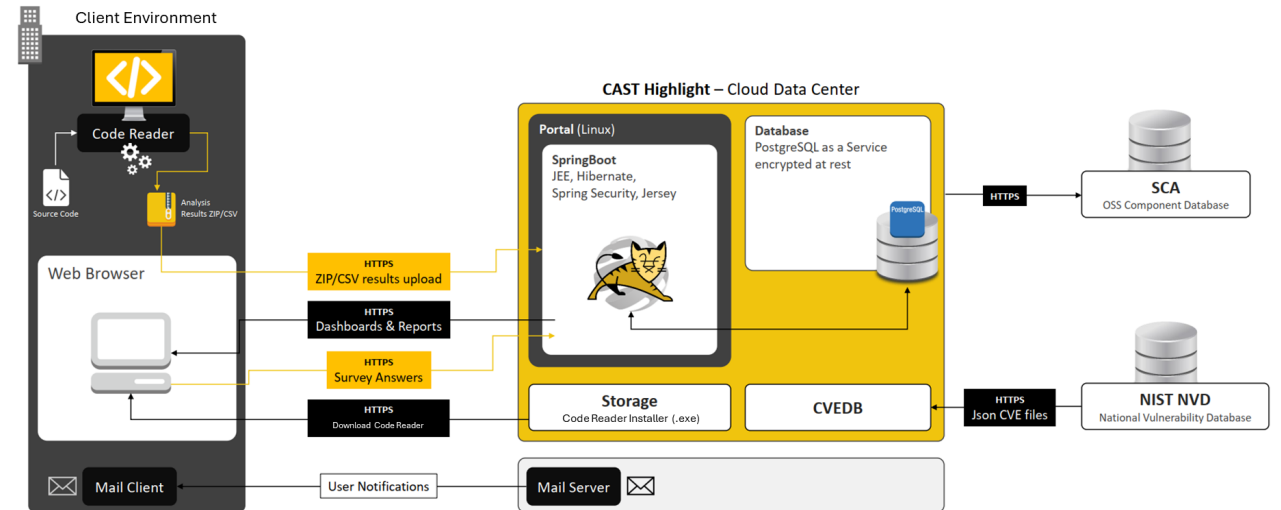 Client Environment
</>
Code Reader
</>
Source Code
Analysis
Results ZIP/CSV
Web Browser
HTTPS
ZIP/CSV results upload
HTTPS
Dashboards & Reports
HTTPS
Survey Answers
HTTPS
Download Code Reader
Mail Client
User Notifications
Mail Server
CAST Highlight – Cloud Data Center
Portal (Linux)
SpringBoot
JEE, Hibernate,
Spring Security, Jersey
Database
PostgreSQL as a Service
encrypted at rest
PostgreSQL
Storage
Code Reader Installer (.exe)
CVEDB
HTTPS
SCA
OSS Component Database
HTTPS
Json CVE files
NIST NVD
National Vulnerability Database